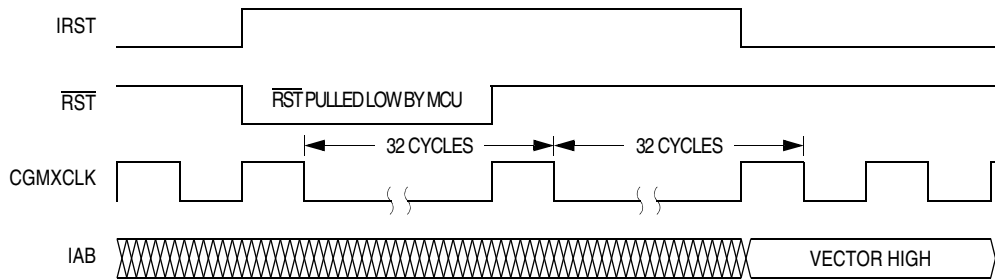 IRST
RST
RST PULLED LOW BY MCU
32 CYCLES
32 CYCLES
CGMXCLK
IAB
VECTOR HIGH